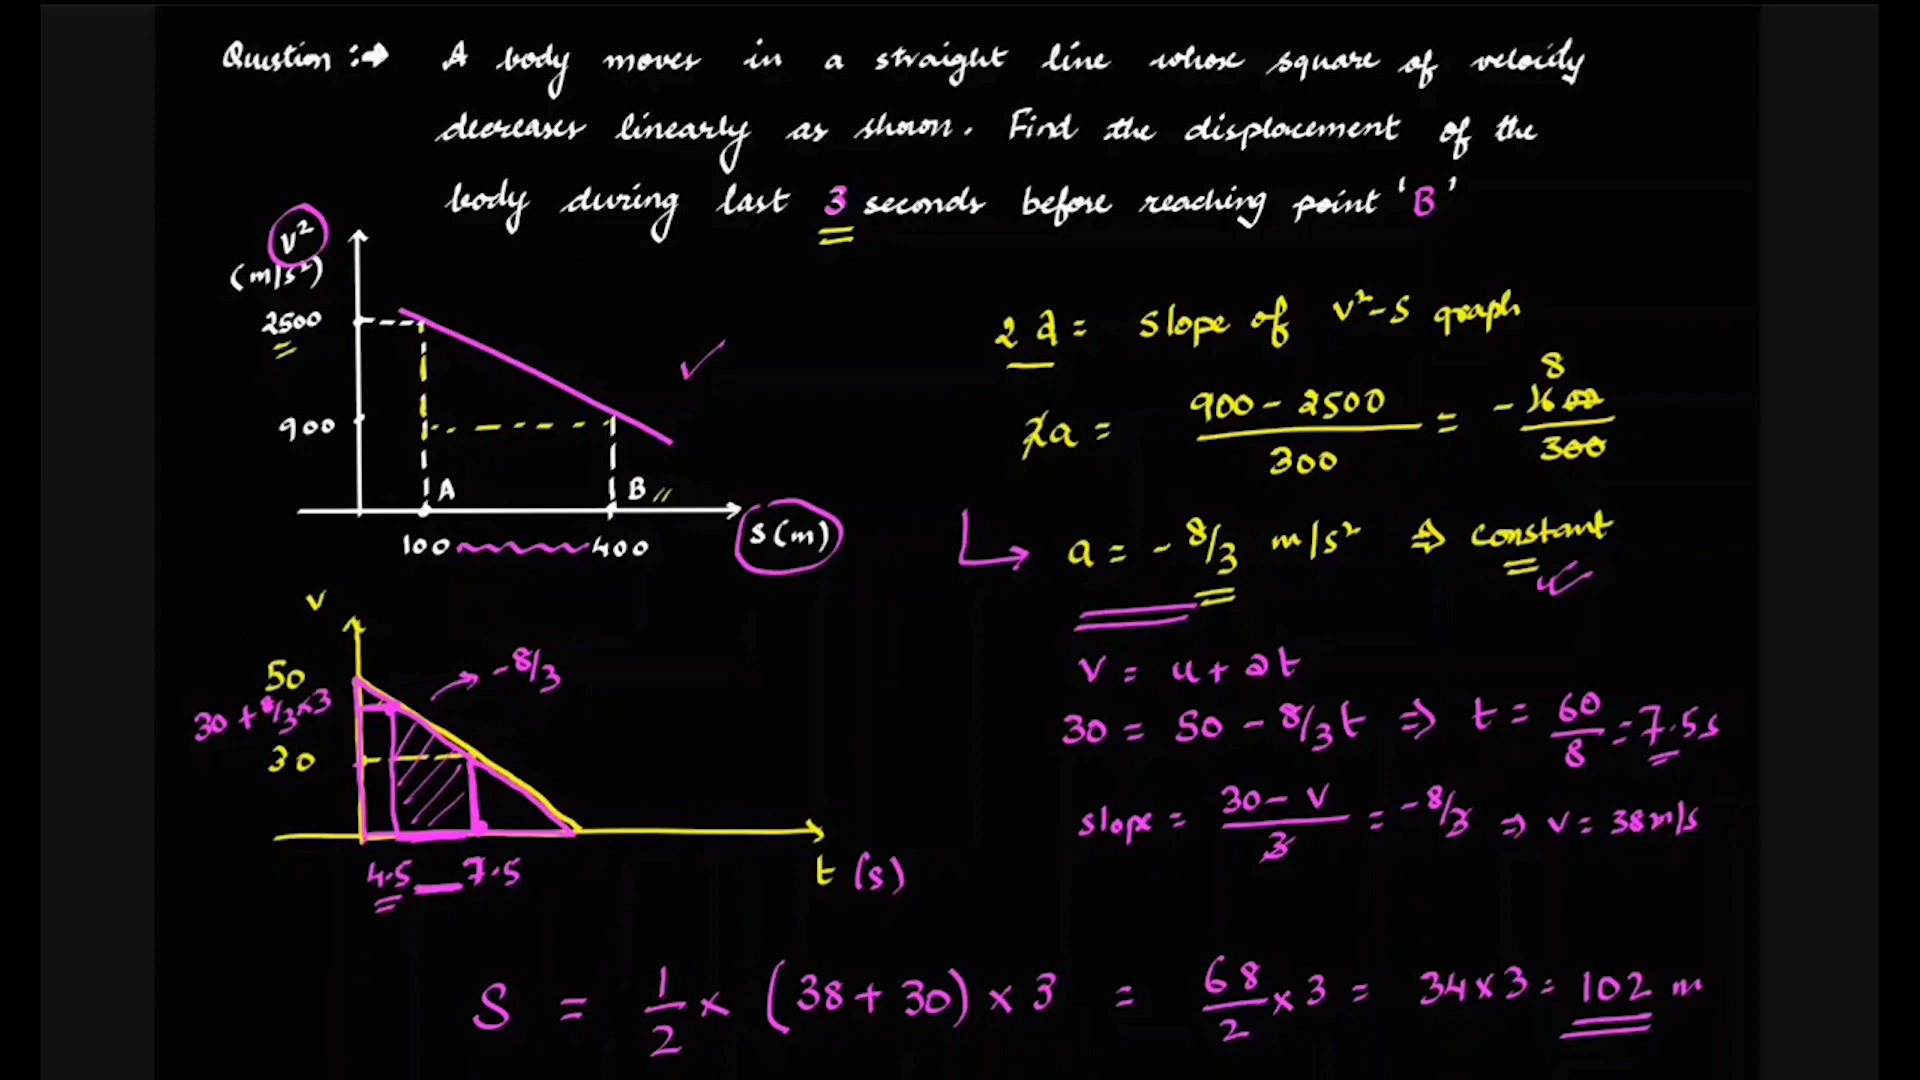 Question :→ A body moves in a straight line whose square of velocity
decreases linearly as shown. Find the displacement of the
body during last 3 seconds before reaching point 'B'
v²
(m/s²)
2500
900
A
B
100
400
s(m)
2a = slope of v²-s graph
2a = 900 - 2500 / 300 = - 1600 / 300
8
a = - 8/3 m/s² ⇒ constant
v
50
30 + 8/3 x 3
30
-8/3
4.5
7.5
t (s)
v = u + at
30 = 50 - 8/3 t ⇒ t = 60 / 8 = 7.5s
slope = 30 - v / 3 = - 8/3 ⇒ v = 38 m/s
S = 1/2 x (38 + 30) x 3 = 68/2 x 3 = 34 x 3 = 102 m